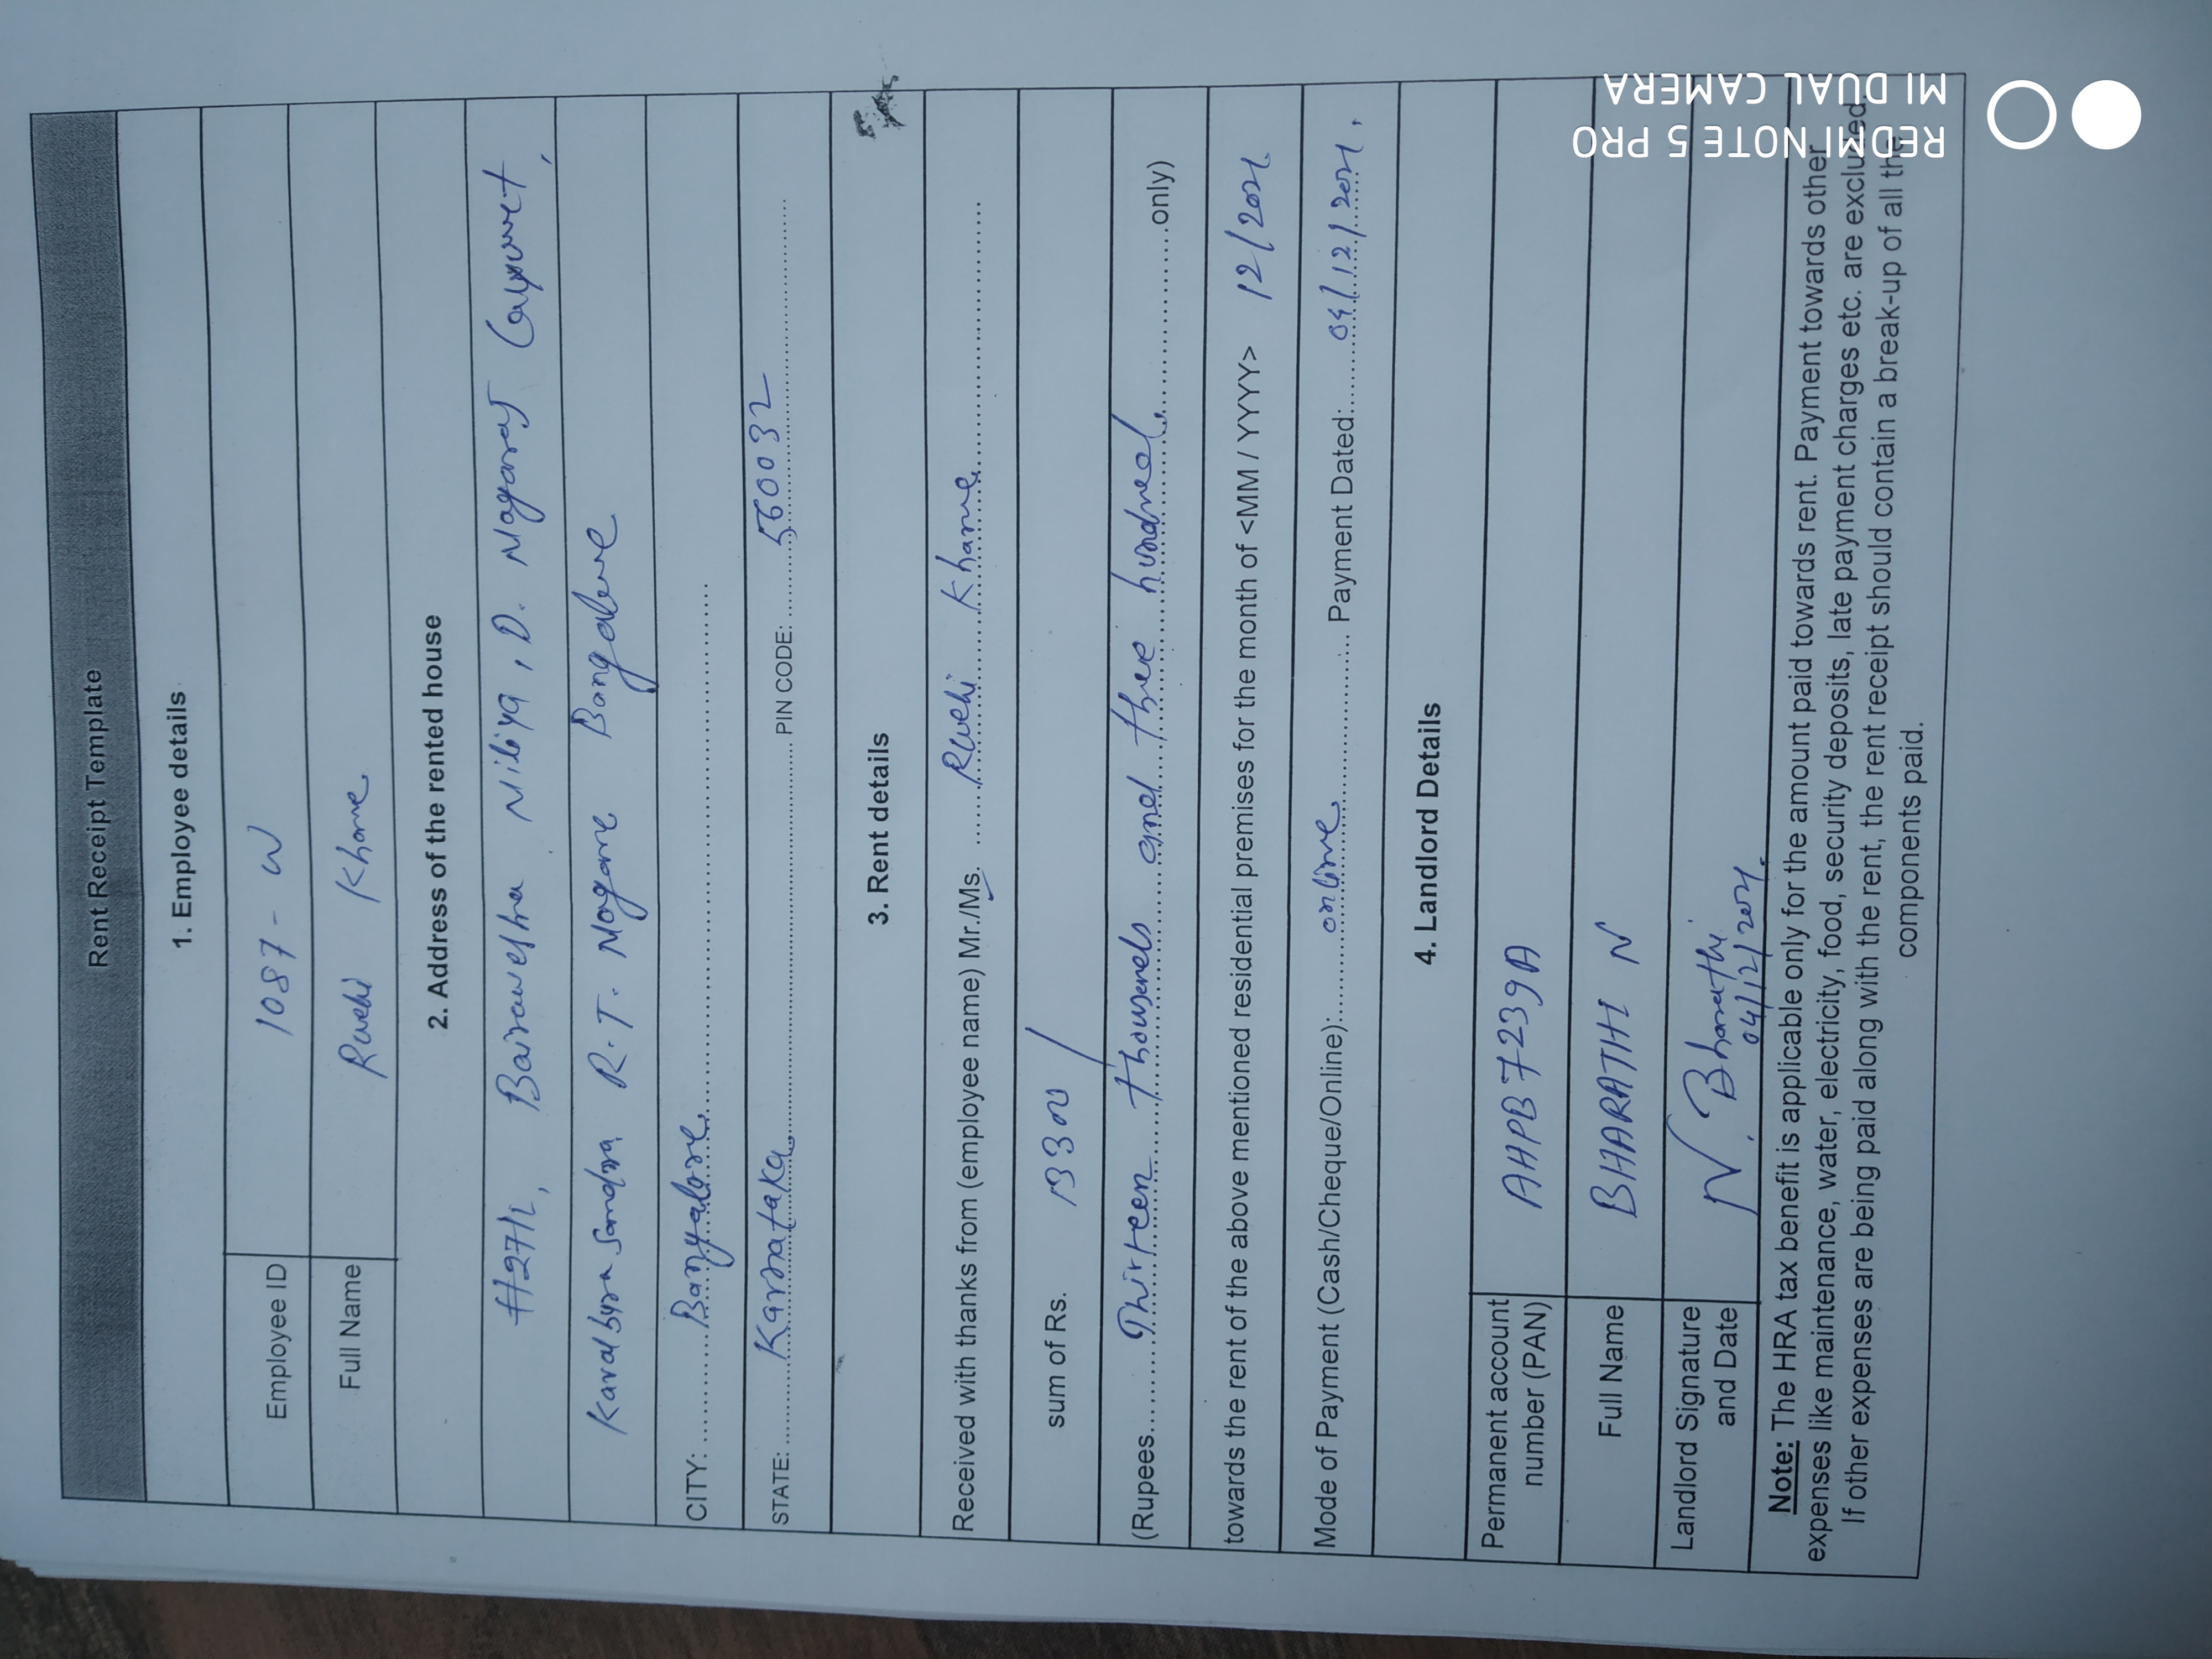 Rent Receipt Template
1. Employee details
Employee ID 1087-W
Full Name Ruchi Khare
2. Address of the rented house
#27/1, Nilaya, D. Nagaraj Layout,
R.T. Nagar Bangalore
CITY: Bangalore
STATE: Karnataka PIN CODE: 560032
3. Rent details
Received with thanks from (employee name) Mr./Ms. Ruchi Khare
sum of Rs. 13300/
(Rupees Thirteen thousands and three hundred only)
towards the rent of the above mentioned residential premises for the month of <MM / YYYY> 12/2021
Mode of Payment (Cash/Cheque/Online): online Payment Dated: 04/12/2021
4. Landlord Details
Permanent account number (PAN) AHPB7239A
Full Name BHARATHI N
Landlord Signature and Date N. Bharathi
04/12/2021
Note: The HRA tax benefit is applicable only for the amount paid towards rent. Payment towards other
expenses like maintenance, water, electricity, food, security deposits, late payment charges etc. are excluded.
If other expenses are being paid along with the rent, the rent receipt should contain a break-up of all the
components paid.
REDMI NOTE 5 PRO
MI DUAL CAMERA